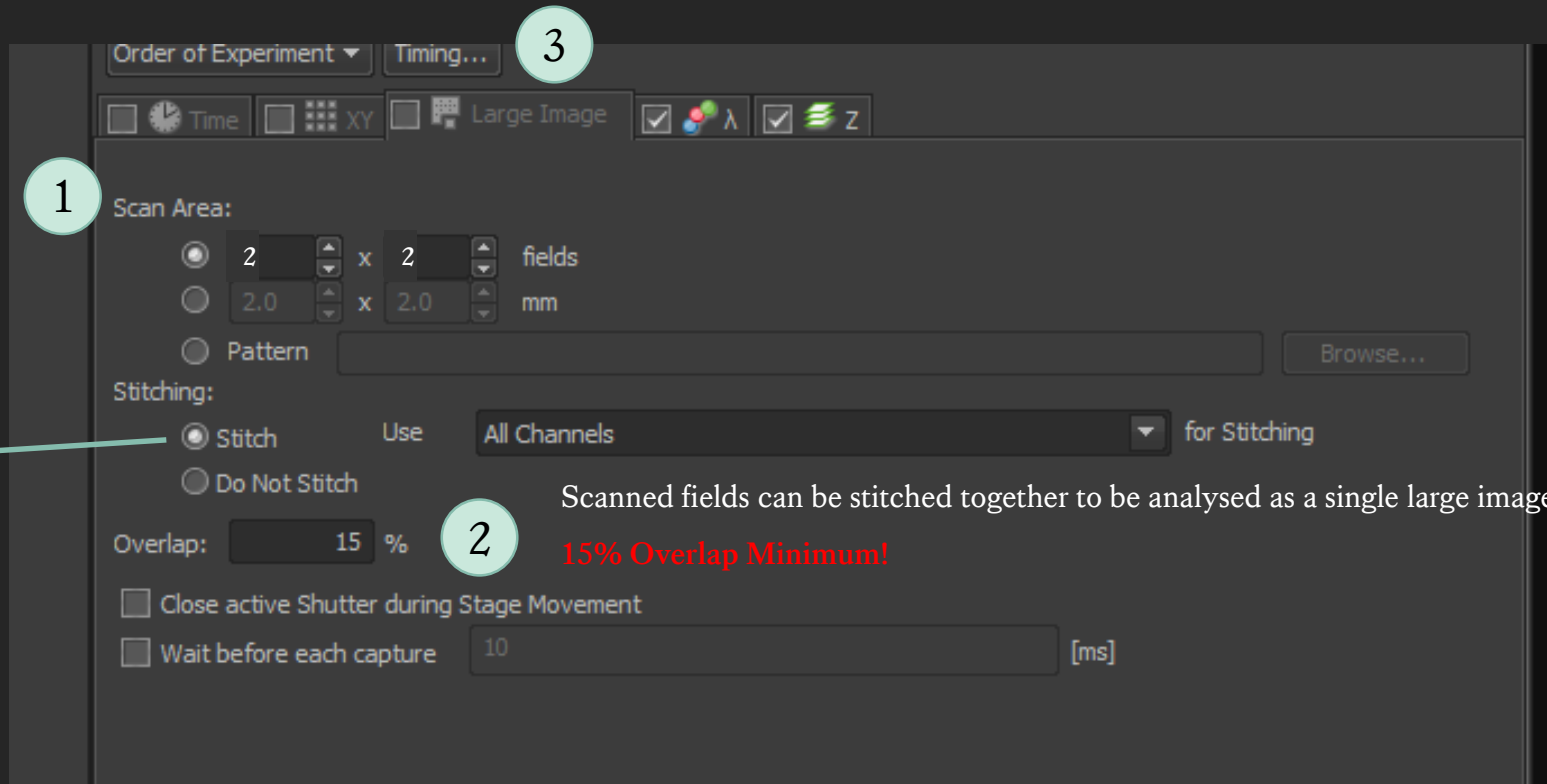 Order of Experiment Timing... 3
Time XY Large Image λ Z
1
Scan Area:
2 x 2 fields
2.0 x 2.0 mm
Pattern Browse...
Stitching:
Stitch Use All Channels for Stitching
Do Not Stitch
Scanned fields can be stitched together to be analysed as a single large image
Overlap: 15 % 2
15% Overlap Minimum!
Close active Shutter during Stage Movement
Wait before each capture 10 [ms]